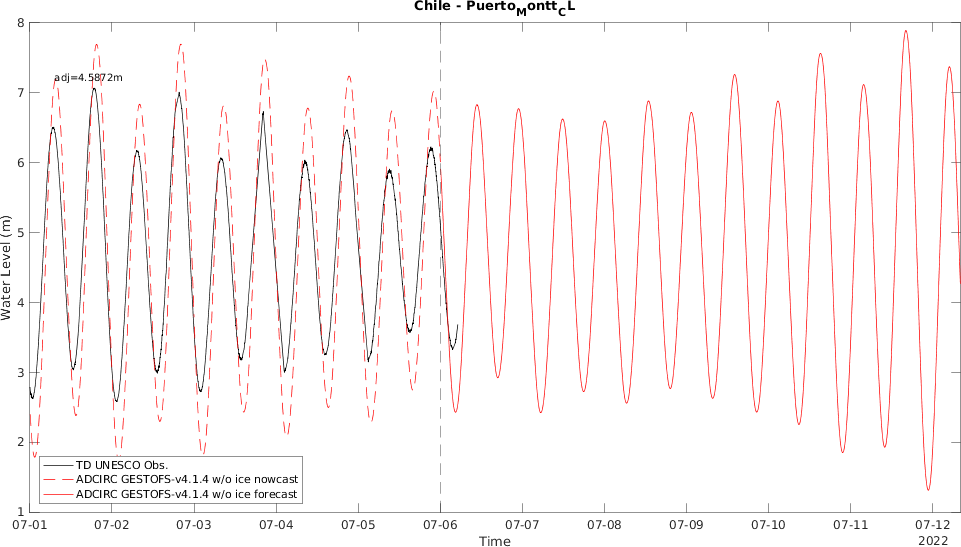 Chile - Puerto_Montt_CL
adj=4.5872m
Water Level (m)
8
7
6
5
4
3
2
1
TD UNESCO Obs.
ADCIRC GESTOFS-v4.1.4 w/o ice nowcast
ADCIRC GESTOFS-v4.1.4 w/o ice forecast
07-01 07-02 07-03 07-04 07-05 07-06 07-07 07-08 07-09 07-10 07-11 07-12
Time
2022